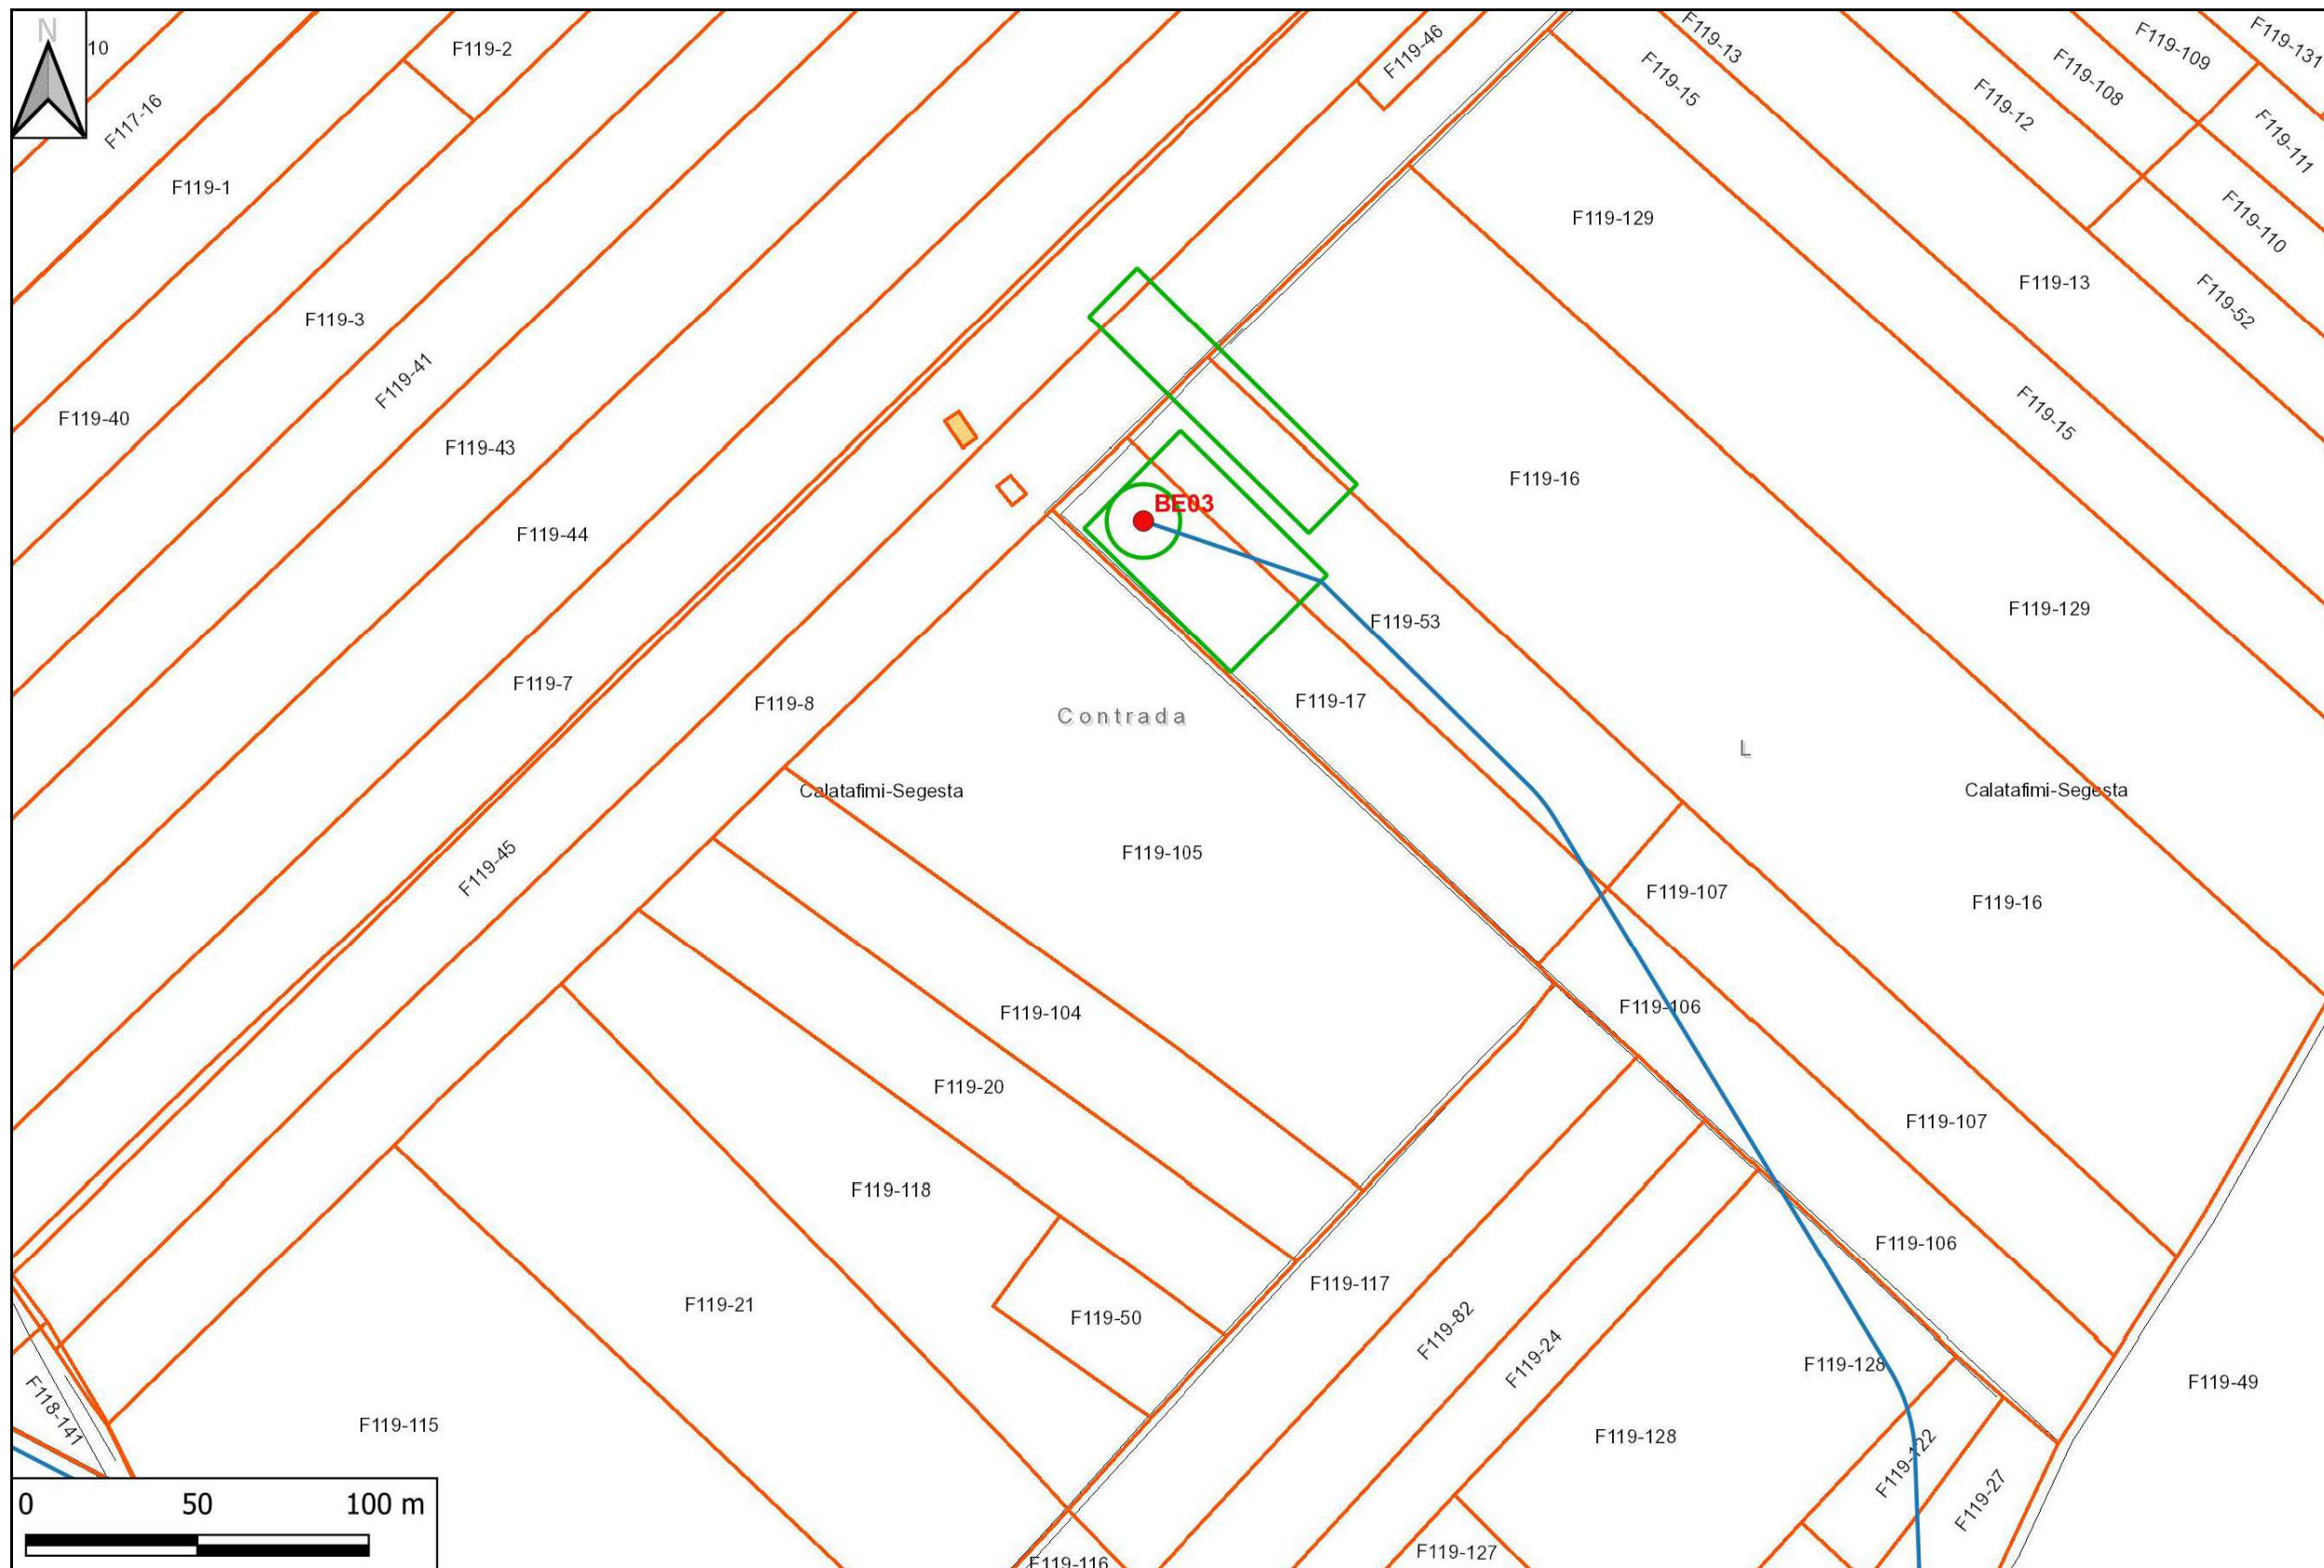 N
10
F119-2
F119-46
F119-13
F119-109
F119-131
F117-16
F119-15
F119-108
F119-12
F119-111
F119-1
F119-129
F119-110
F119-13
F119-52
F119-3
F119-41
F119-40
F119-15
F119-43
F119-16
BE03
F119-44
F119-129
F119-53
F119-7
F119-8
F119-17
Contrada
L
Calatafimi-Segesta
Calatafimi-Segesta
F119-45
F119-105
F119-107
F119-16
F119-104
F119-106
F119-20
F119-107
F119-118
F119-106
F119-117
F119-21
F119-50
F119-82
F119-24
F119-128
F119-49
F118-141
F119-115
F119-128
F119-122
F119-27
0 50 100 m
F119-127
F119-116